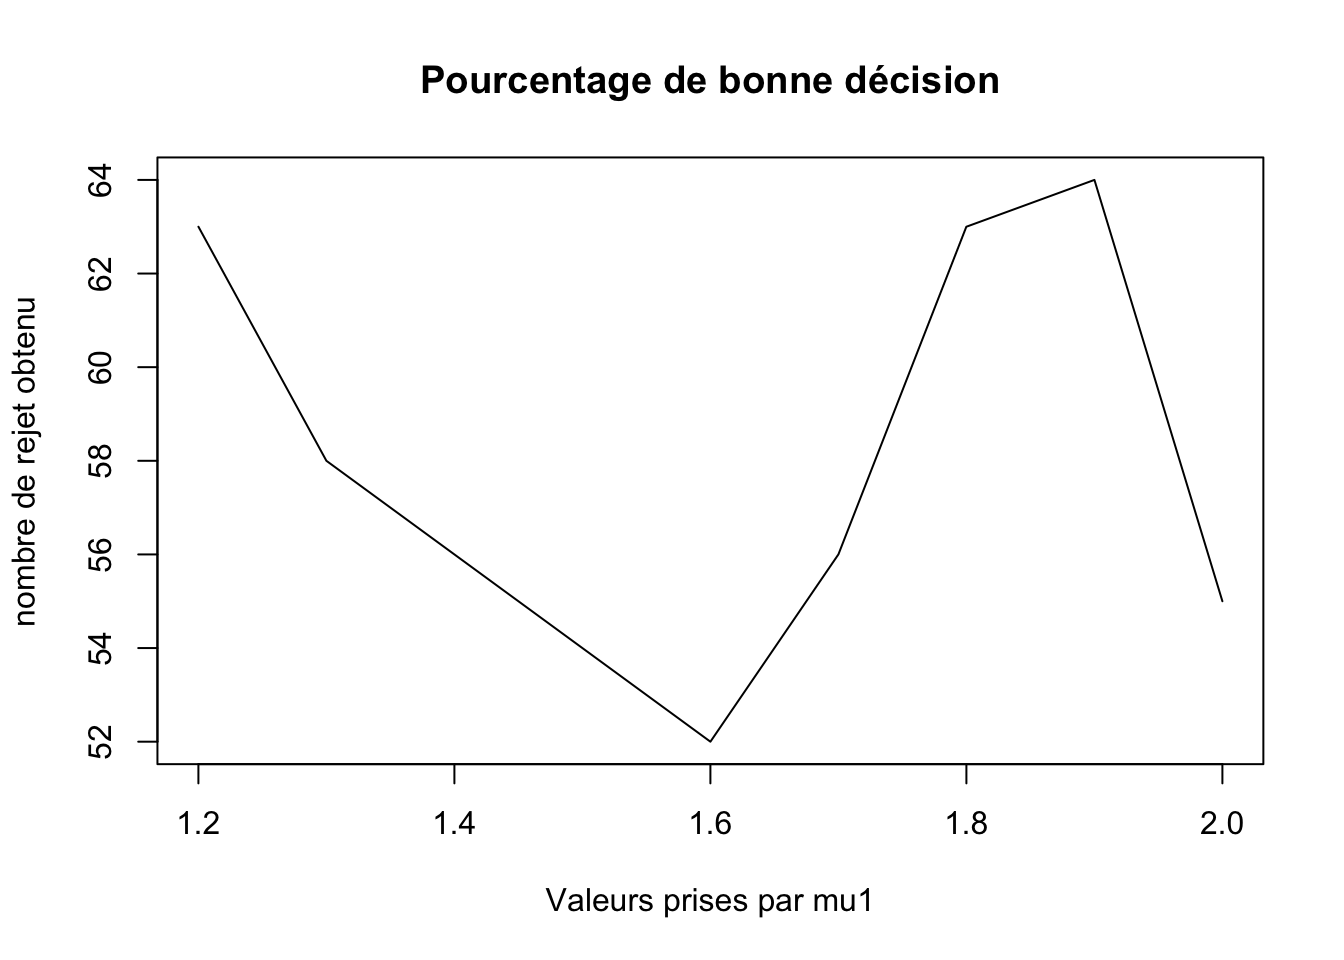 Pourcentage de bonne décision
nombre de rejet obtenu
64
62
60
58
56
54
52
1.2 1.4 1.6 1.8 2.0
Valeurs prises par mu1